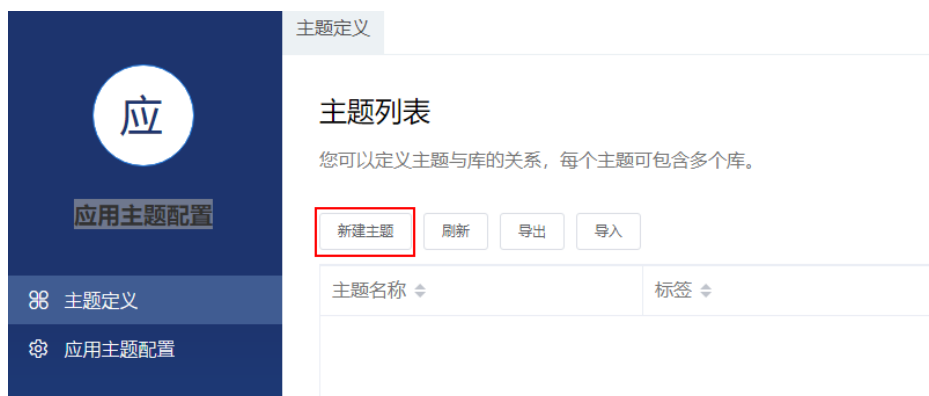 主题定义
应
应用主题配置
主题定义
应用主题配置
主题列表
您可以定义主题与库的关系，每个主题可包含多个库。
新建主题 刷新 导出 导入
主题名称 标签